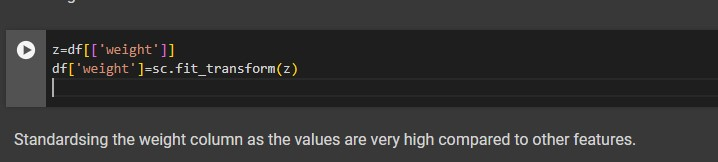 z=df[['weight']]
df['weight']=sc.fit_transform(z)
Standardsing the weight column as the values are very high compared to other features.